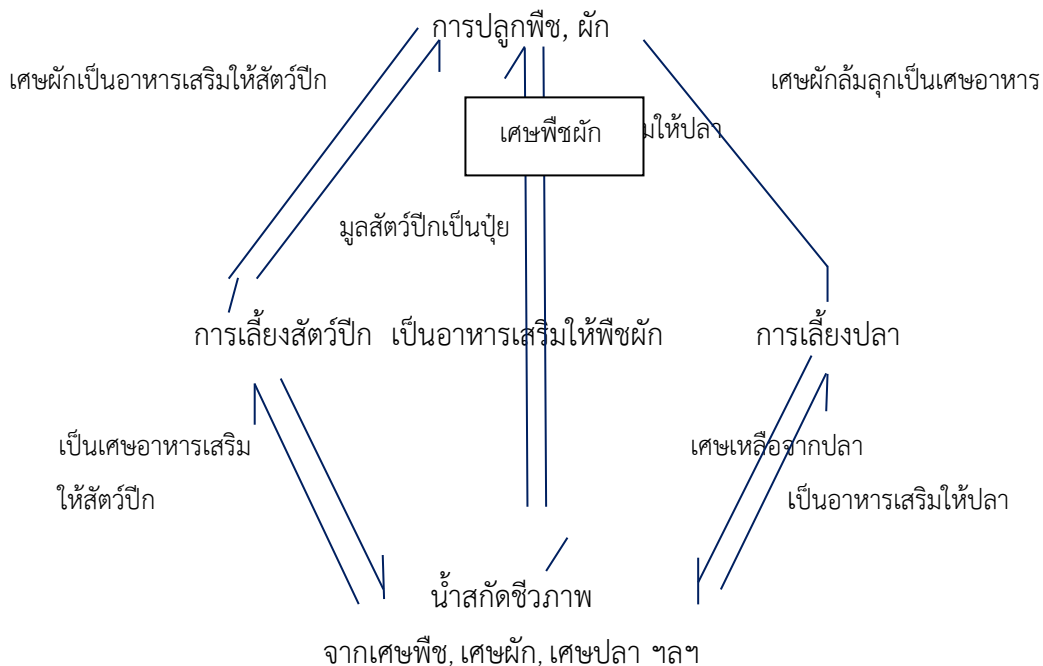 การปลูกพืช, ผัก
เศษผักเป็นอาหารเสริมให้สัตว์ปีก
เศษผักล้มลุกเป็นเศษอาหาร
เศษพืชผัก
มให้ปลา
มูลสัตว์ปีกเป็นปุ๋ย
การเลี้ยงสัตว์ปีก
เป็นอาหารเสริมให้พืชผัก
การเลี้ยงปลา
เป็นเศษอาหารเสริม
ให้สัตว์ปีก
เศษเหลือจากปลา
เป็นอาหารเสริมให้ปลา
น้ำสกัดชีวภาพ
จากเศษพืช, เศษผัก, เศษปลา ฯลฯ